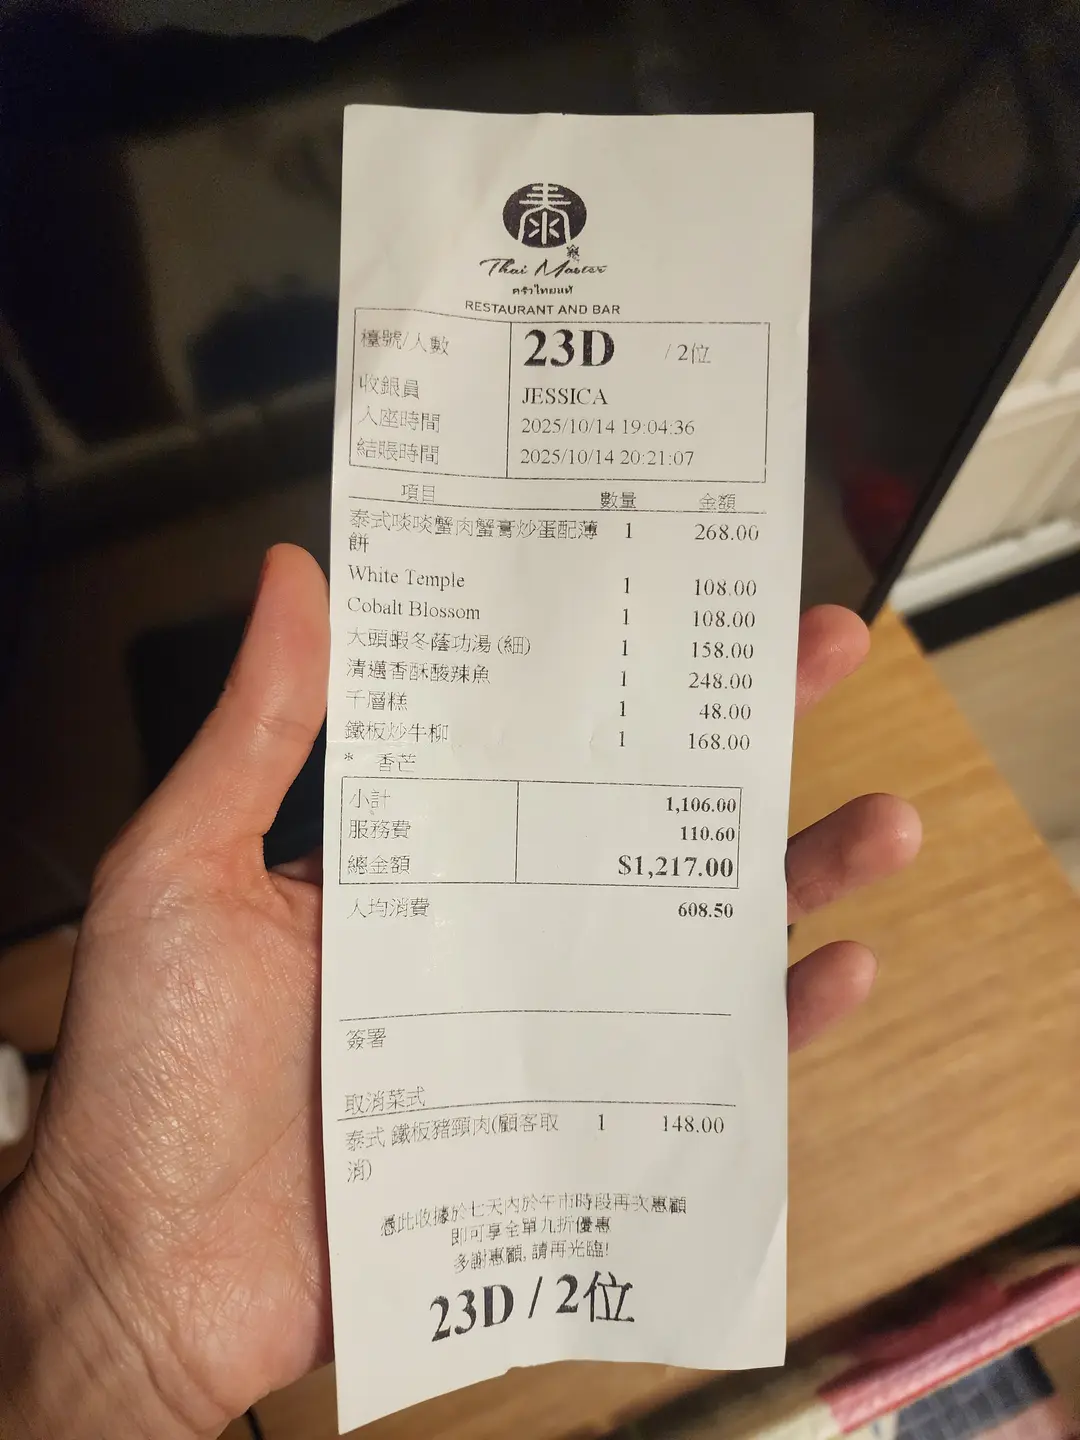 泰
Thai Master
ครัวไทยแท้
RESTAURANT AND BAR
檯號/人數 23D / 2位
收銀員 JESSICA
入座時間 2025/10/14 19:04:36
結賬時間 2025/10/14 20:21:07
項目 數量 金額
泰式啖啖蟹肉蟹膏炒蛋配薄 1 268.00
餅
White Temple 1 108.00
Cobalt Blossom 1 108.00
大頭蝦冬蔭功湯 (細) 1 158.00
清邁香酥酸辣魚 1 248.00
千層糕 1 48.00
鐵板炒牛柳 1 168.00
* 香芒
小計 1,106.00
服務費 110.60
總金額 $1,217.00
人均消費 608.50
簽署
取消菜式
泰式 鐵板豬頸肉(顧客取 1 148.00
消)
憑此收據於七天內於午市時段再次惠顧
即可享全單九折優惠
多謝惠顧, 請再光臨!
23D / 2位